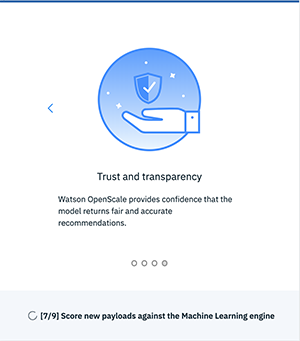 Trust and transparency
Watson OpenScale provides confidence that the
model returns fair and accurate
recommendations.
[7/9] Score new payloads against the Machine Learning engine